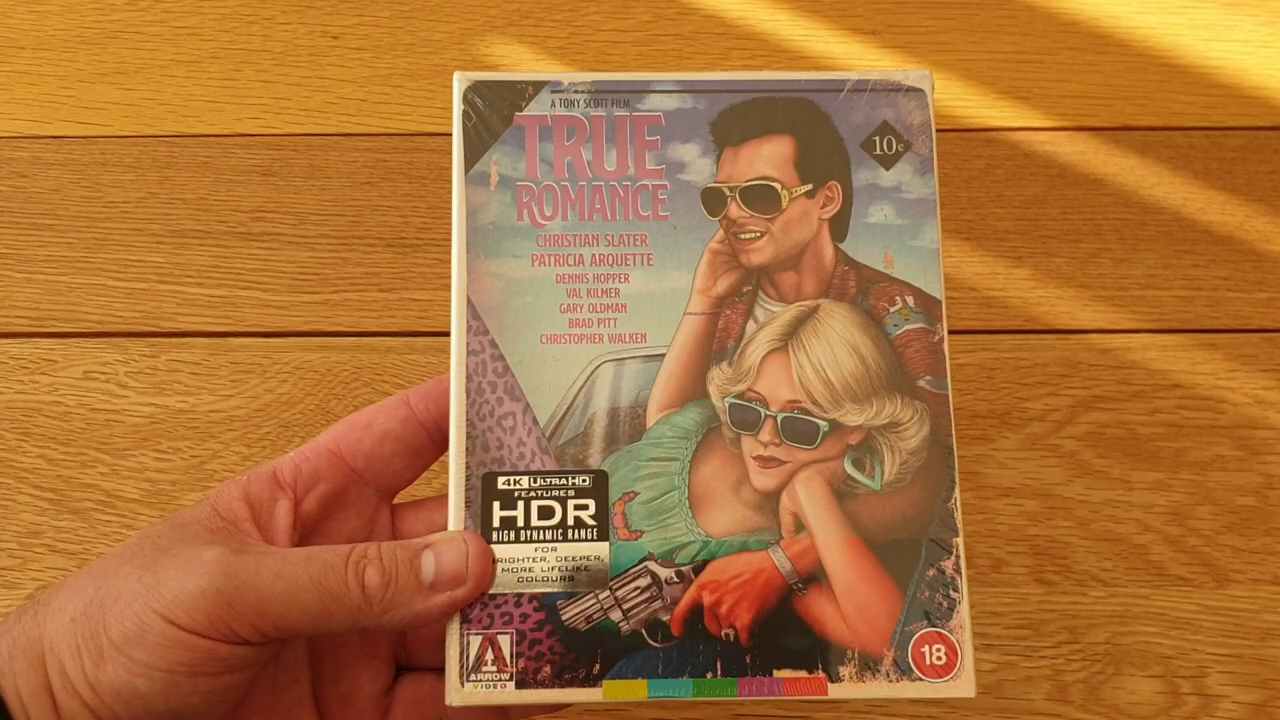 A TONY SCOTT FILM
TRUE
ROMANCE
10¢
CHRISTIAN SLATER
PATRICIA ARQUETTE
DENNIS HOPPER
VAL KILMER
GARY OLDMAN
BRAD PITT
CHRISTOPHER WALKEN
4K ULTRA HD
FEATURES
HDR
HIGH DYNAMIC RANGE
FOR
RIGHTER, DEEPER,
MORE LIFELIKE
COLOURS
ARROW
VIDEO
18